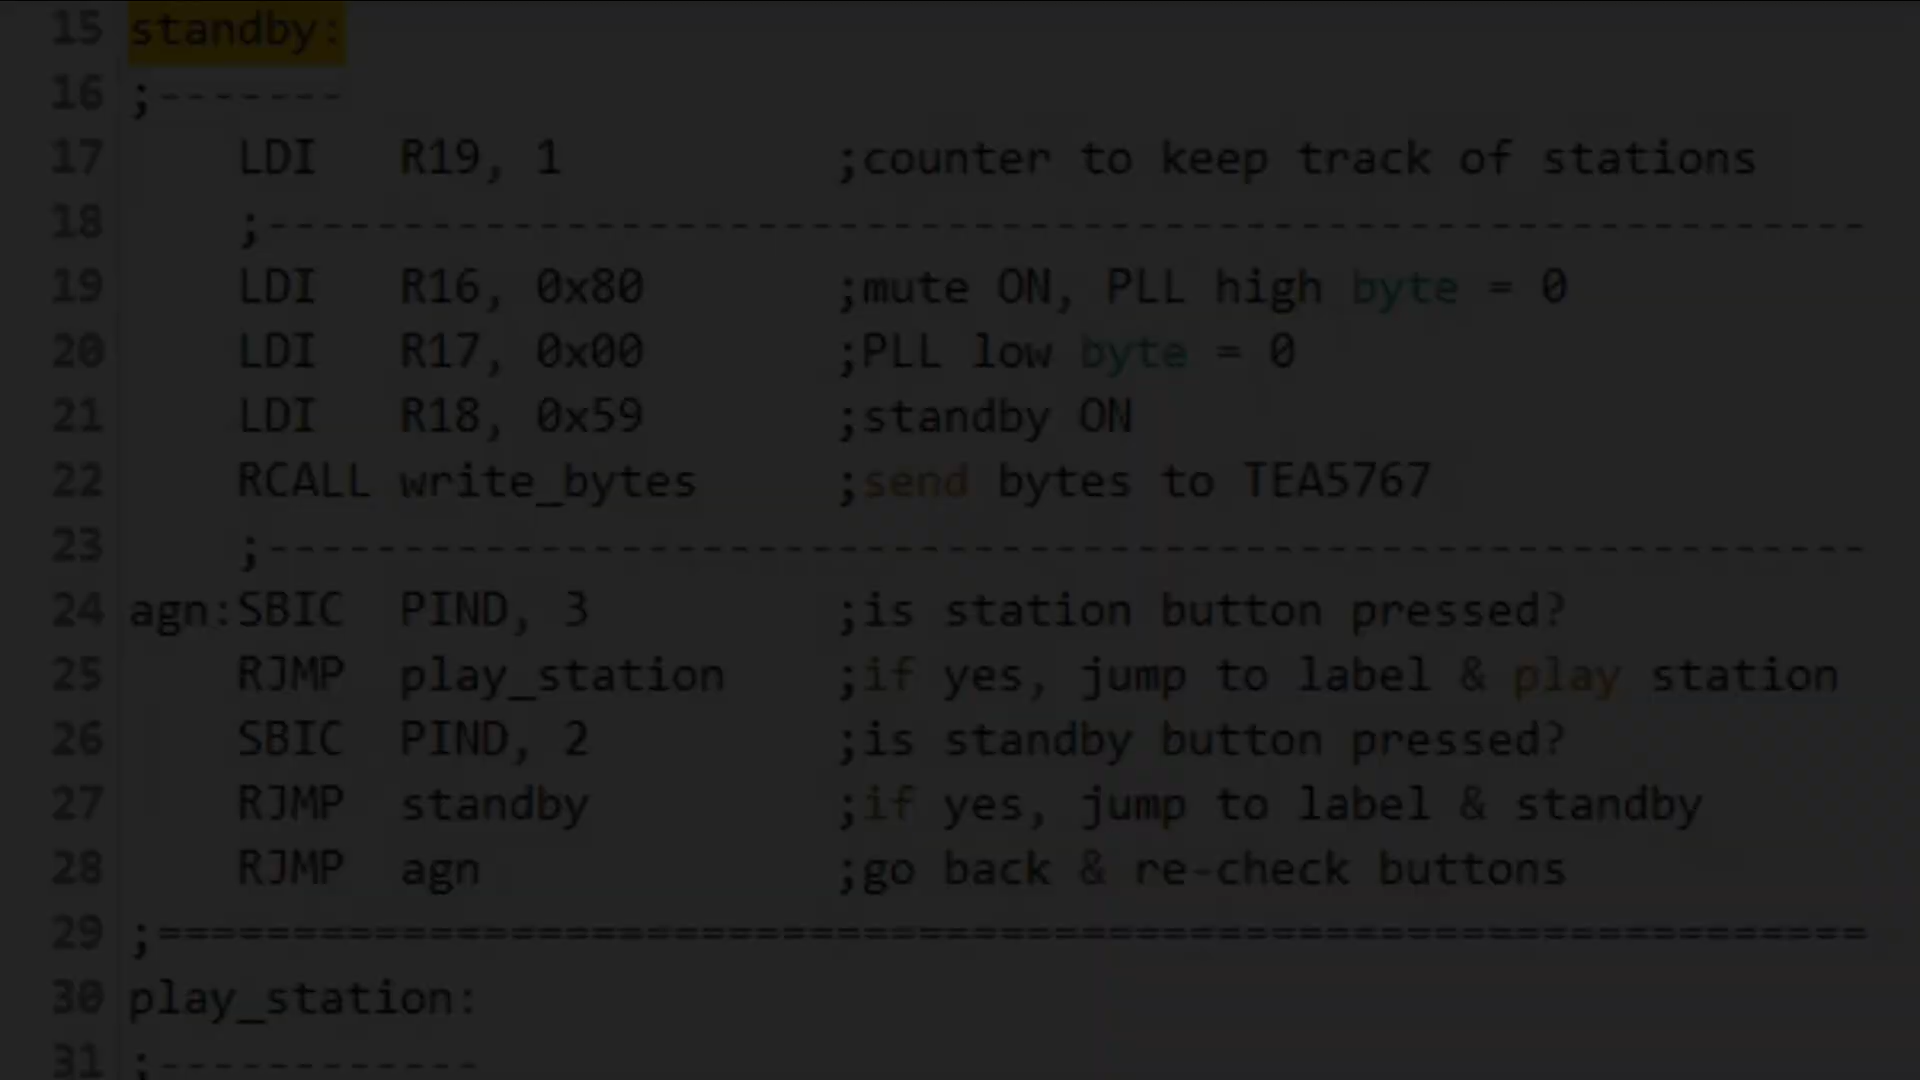 15 standby:
16 ;-------
17 LDI R19, 1 ;counter to keep track of stations
18 ;-----------------------------------------------------------
19 LDI R16, 0x80 ;mute ON, PLL high byte = 0
20 LDI R17, 0x00 ;PLL low byte = 0
21 LDI R18, 0x59 ;standby ON
22 RCALL write_bytes ;send bytes to TEA5767
23 ;-----------------------------------------------------------
24 agn:SBIC PIND, 3 ;is station button pressed?
25 RJMP play_station ;if yes, jump to label & play station
26 SBIC PIND, 2 ;is standby button pressed?
27 RJMP standby ;if yes, jump to label & standby
28 RJMP agn ;go back & re-check buttons
29 ;===============================================================
30 play_station:
31 ;------------